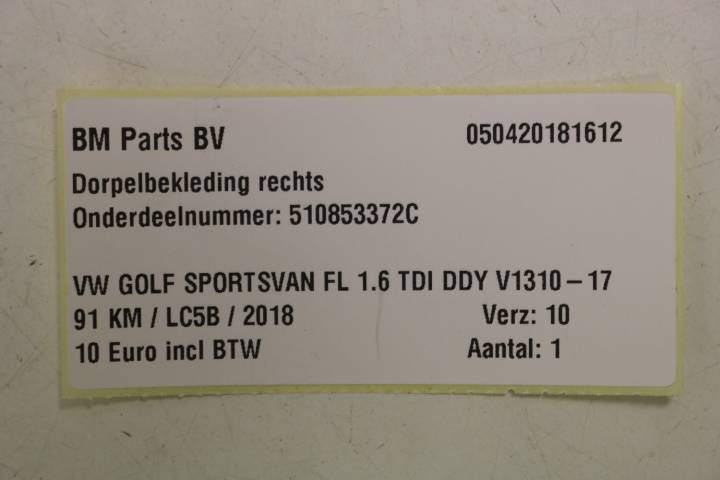 BM Parts BV 050420181612
Dorpelbekleding rechts
Onderdeelnummer: 510853372C
VW GOLF SPORTSVAN FL 1.6 TDI DDY V1310-17
91 KM / LC5B / 2018 Verz: 10
10 Euro incl BTW Aantal: 1